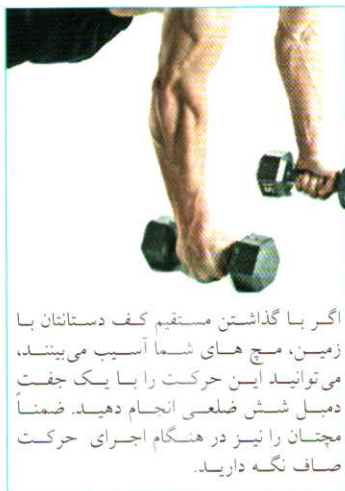 اگر با گذاشتن مستقیم کف دستانتان با
زمین، مچ های شما آسیب می‌بینند،
می‌توانید این حرکت را با یک جفت
دمبل شش ضلعی انجام دهید. ضمناً
مچتان را نیز در هنگام اجرای حرکت
صاف نگه دارید.